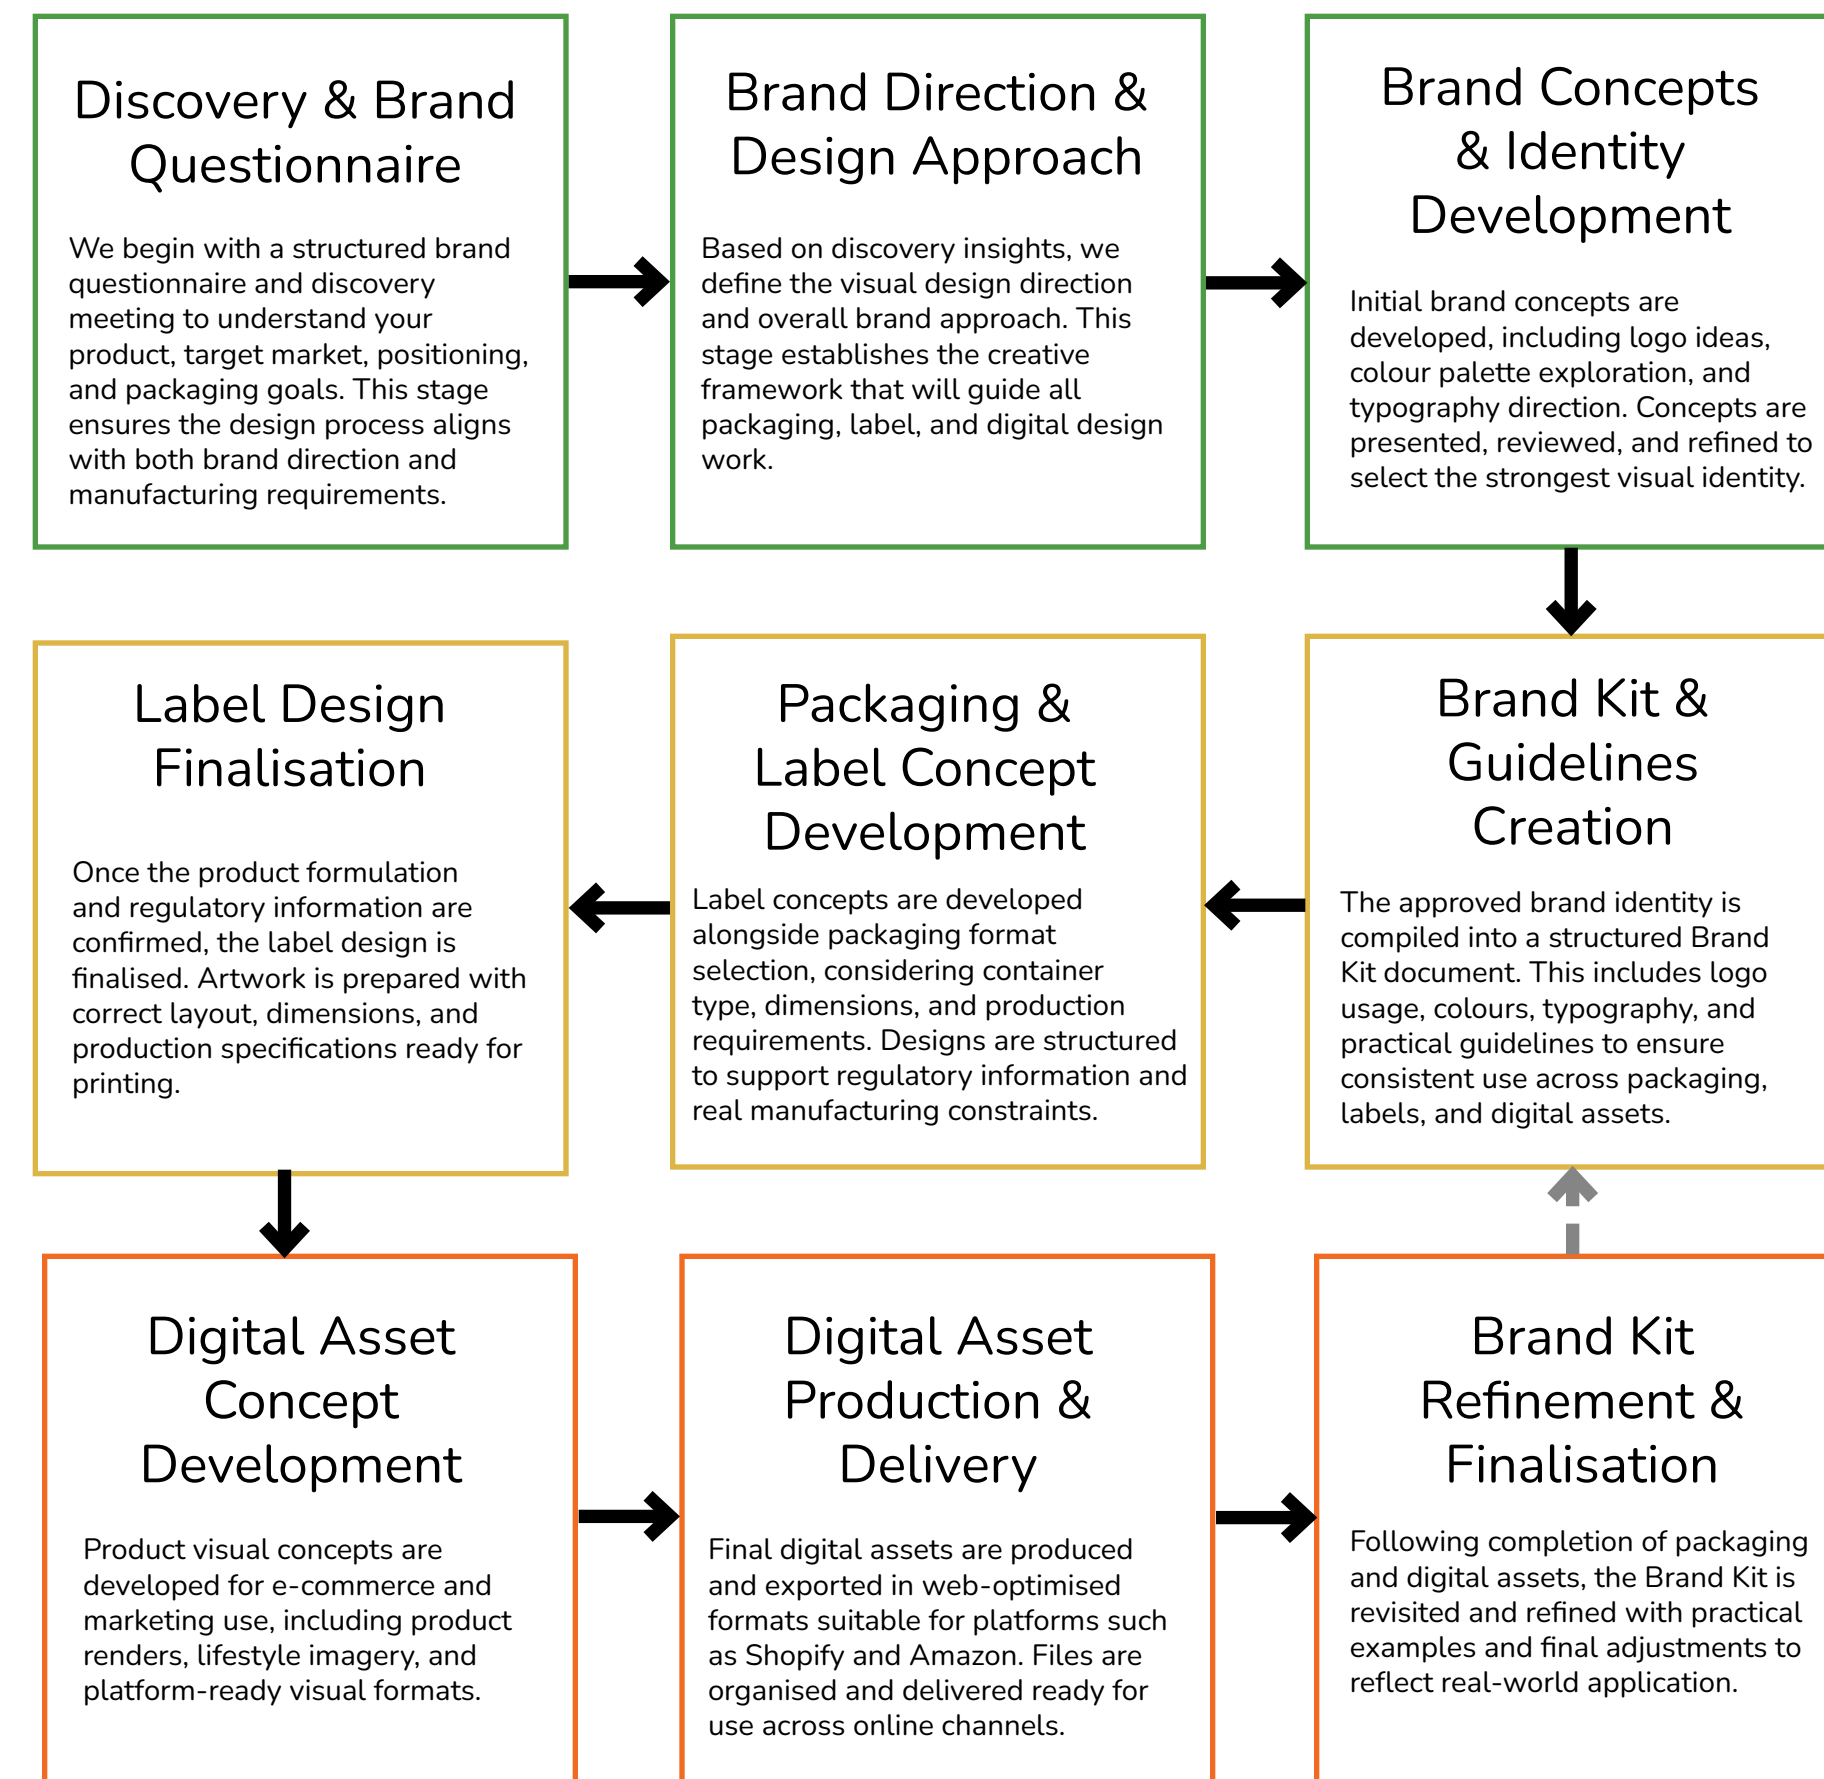 Discovery & Brand
Questionnaire
We begin with a structured brand
questionnaire and discovery
meeting to understand your
product, target market, positioning,
and packaging goals. This stage
ensures the design process aligns
with both brand direction and
manufacturing requirements.
Brand Direction &
Design Approach
Based on discovery insights, we
define the visual design direction
and overall brand approach. This
stage establishes the creative
framework that will guide all
packaging, label, and digital design
work.
Brand Concepts
& Identity
Development
Initial brand concepts are
developed, including logo ideas,
colour palette exploration, and
typography direction. Concepts are
presented, reviewed, and refined to
select the strongest visual identity.
Brand Kit &
Guidelines
Creation
The approved brand identity is
compiled into a structured Brand
Kit document. This includes logo
usage, colours, typography, and
practical guidelines to ensure
consistent use across packaging,
labels, and digital assets.
Packaging &
Label Concept
Development
Label concepts are developed
alongside packaging format
selection, considering container
type, dimensions, and production
requirements. Designs are structured
to support regulatory information and
real manufacturing constraints.
Label Design
Finalisation
Once the product formulation
and regulatory information are
confirmed, the label design is
finalised. Artwork is prepared with
correct layout, dimensions, and
production specifications ready for
printing.
Digital Asset
Concept
Development
Product visual concepts are
developed for e-commerce and
marketing use, including product
renders, lifestyle imagery, and
platform-ready visual formats.
Digital Asset
Production &
Delivery
Final digital assets are produced
and exported in web-optimised
formats suitable for platforms such
as Shopify and Amazon. Files are
organised and delivered ready for
use across online channels.
Brand Kit
Refinement &
Finalisation
Following completion of packaging
and digital assets, the Brand Kit is
revisited and refined with practical
examples and final adjustments to
reflect real-world application.